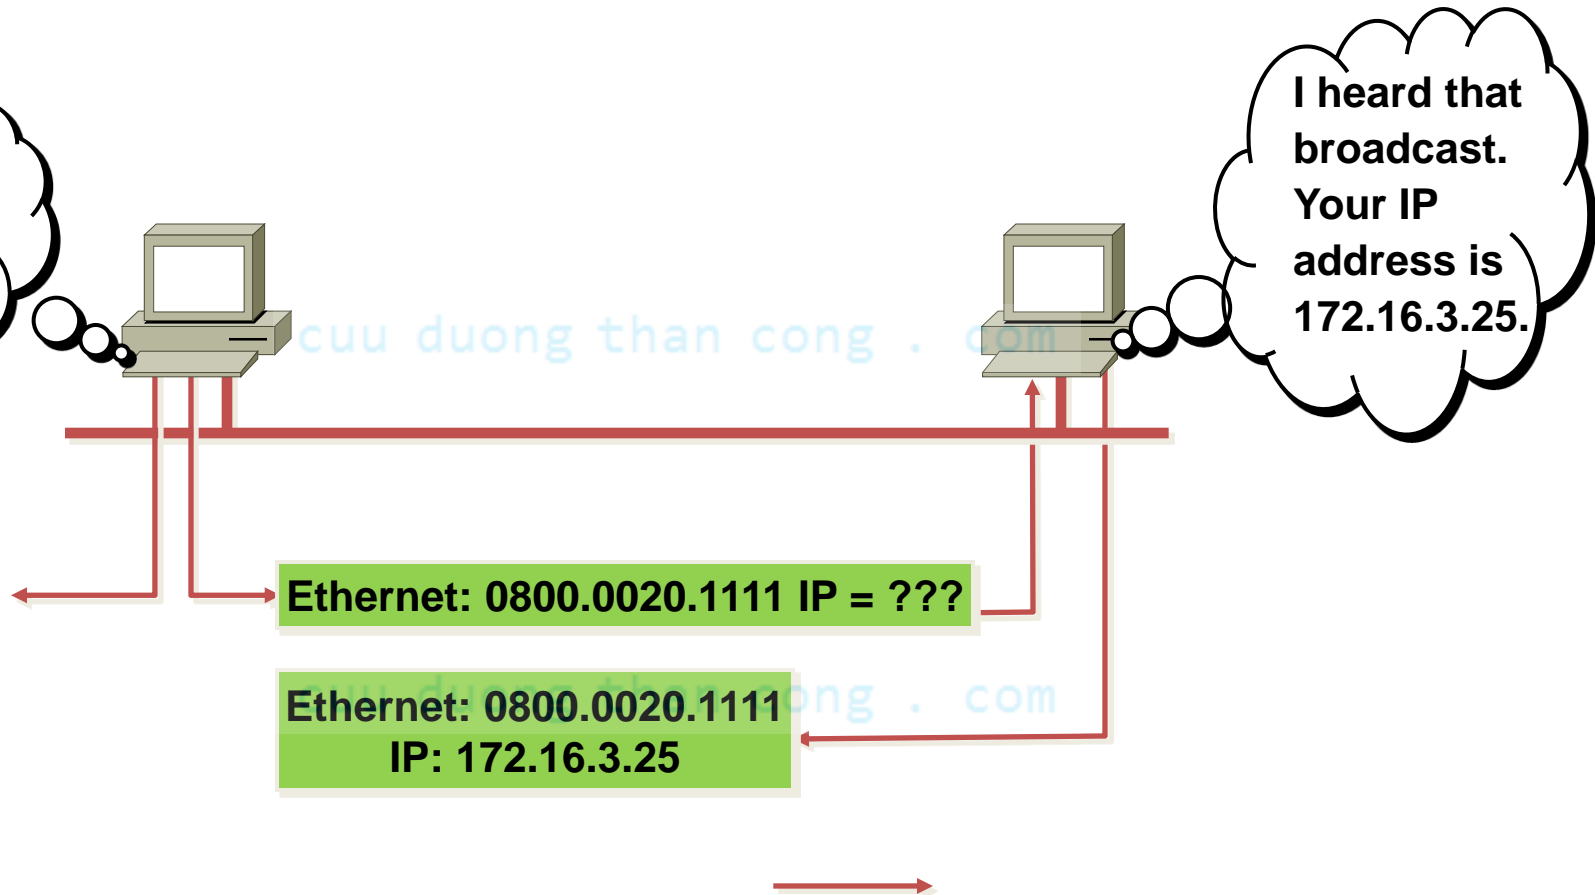 I heard that
broadcast.
Your IP
address is
172.16.3.25.
cuu duong than cong . com
Ethernet: 0800.0020.1111 IP = ???
Ethernet: 0800.0020.1111
IP: 172.16.3.25
cuu duong than cong . com